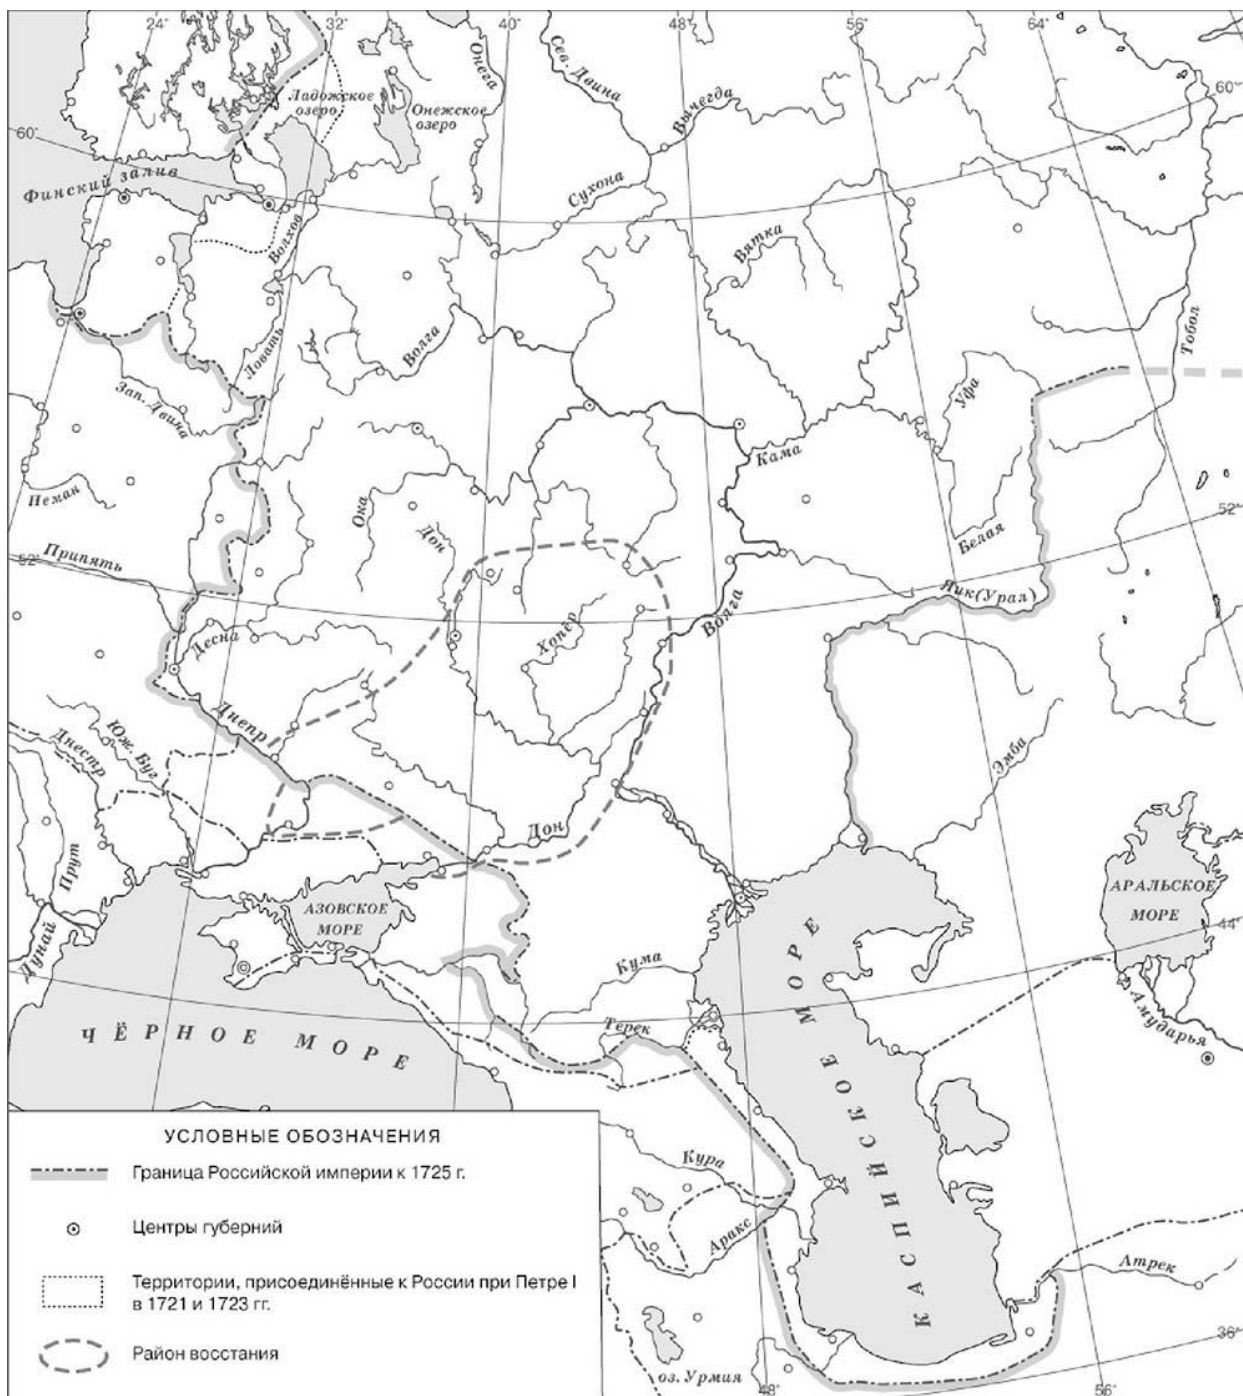 24°
32°
40°
48°
56°
64°
60°
60°
Онега
Сев. Двина
Вычегда
Ладожское
озеро
Онежское
озеро
Финский залив
Сухона
Волхов
Вятка
Тобол
Ловать
Волга
Зап. Двина
Уфа
Кама
Неман
Ока
Дон
52°
Белая
52°
Припять
Яик (Урал)
Волга
Десна
Хопёр
Днепр
Днестр
Юж. Буг
Эмба
Дон
Прут
АЗОВСКОЕ
МОРЕ
АРАЛЬСКОЕ
МОРЕ
44°
Дунай
Кума
Амударья
Терек
ЧЁРНОЕ МОРЕ
КАСПИЙСКОЕ МОРЕ
УСЛОВНЫЕ ОБОЗНАЧЕНИЯ
Граница Российской империи к 1725 г.
Центры губерний
Территории, присоединённые к России при Петре I
в 1721 и 1723 гг.
Район восстания
Кура
Аракс
Атрек
оз. Урмия
36°
48°
56°